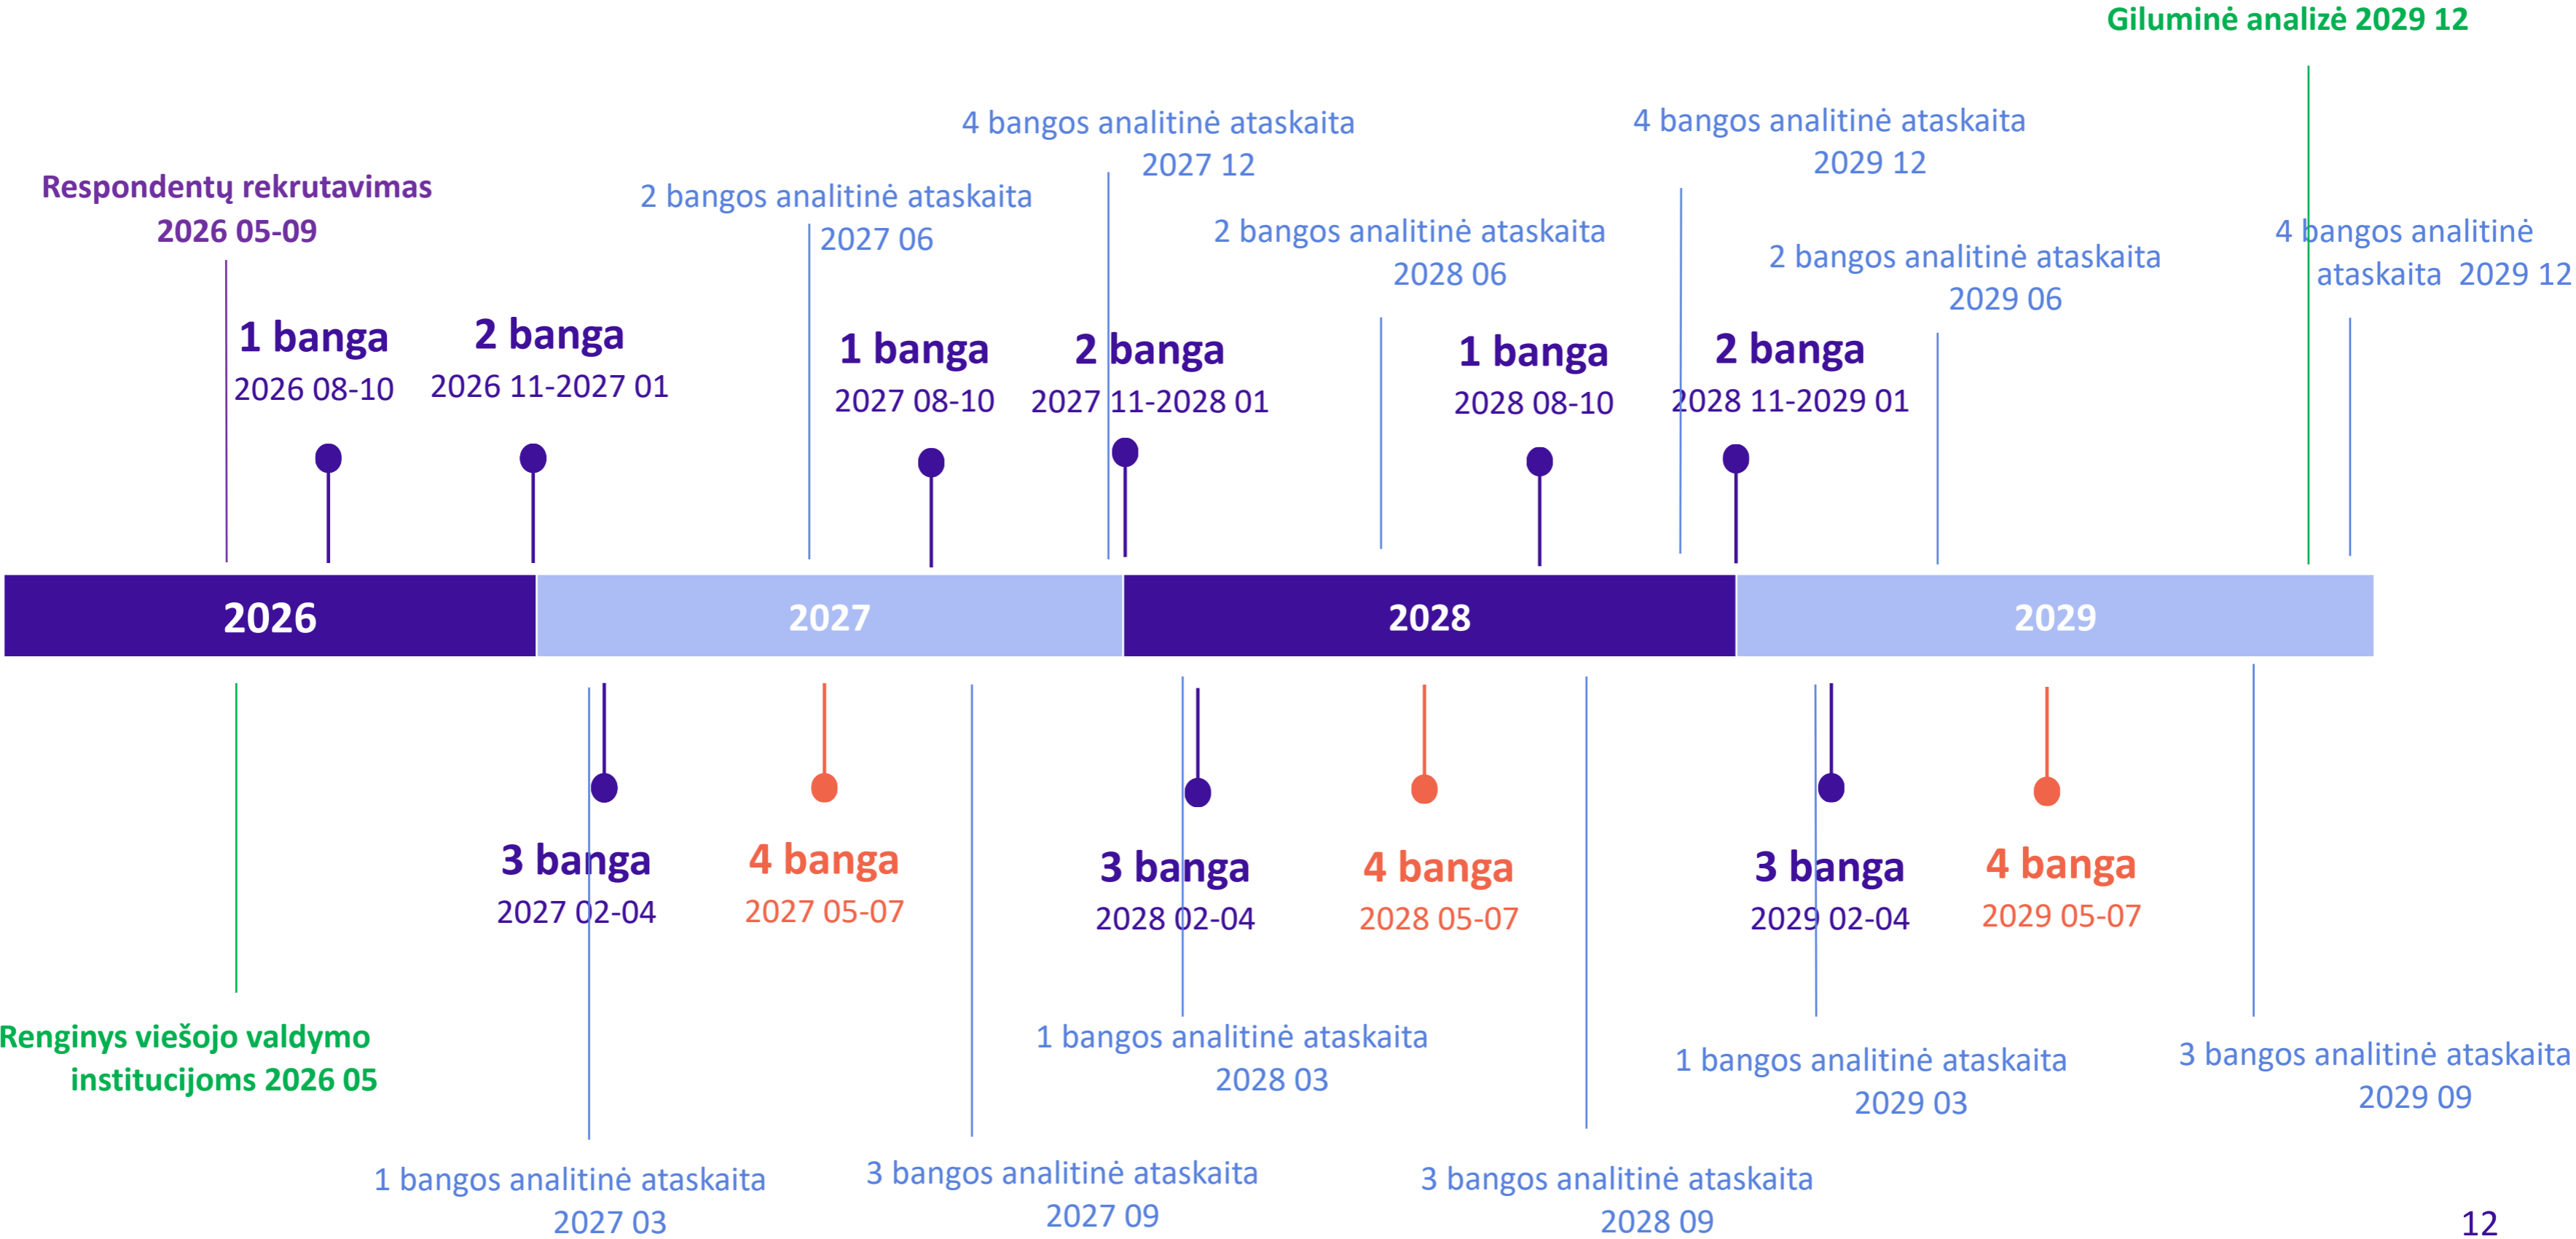 Giluminė analizė 2029 12
4 bangos analitinė ataskaita
2027 12
4 bangos analitinė ataskaita
2029 12
Respondentų rekrutavimas
2026 05-09
2 bangos analitinė ataskaita
2027 06
2 bangos analitinė ataskaita
2028 06
2 bangos analitinė ataskaita
2029 06
4 bangos analitinė
ataskaita 2029 12
1 banga
2026 08-10
2 banga
2026 11-2027 01
1 banga
2027 08-10
2 banga
2027 11-2028 01
1 banga
2028 08-10
2 banga
2028 11-2029 01
2026
2027
2028
2029
3 banga
2027 02-04
4 banga
2027 05-07
3 banga
2028 02-04
4 banga
2028 05-07
3 banga
2029 02-04
4 banga
2029 05-07
Renginys viešojo valdymo
institucijoms 2026 05
1 bangos analitinė ataskaita
2028 03
1 bangos analitinė ataskaita
2029 03
3 bangos analitinė ataskaita
2029 09
1 bangos analitinė ataskaita
2027 03
3 bangos analitinė ataskaita
2027 09
3 bangos analitinė ataskaita
2028 09
12